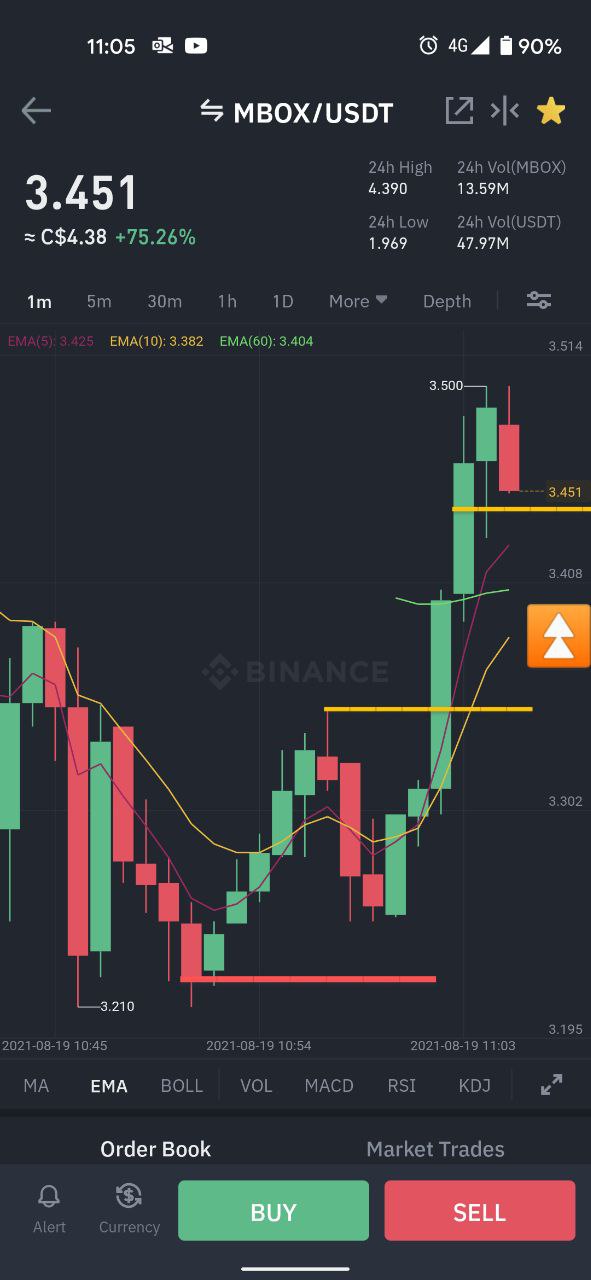 11:05 4G 90%
MBOX/USDT
24h High 24h Vol(MBOX)
3.451 4.390 13.59M
24h Low 24h Vol(USDT)
≈ C$4.38 +75.26% 1.969 47.97M
1m 5m 30m 1h 1D More Depth
EMA(5): 3.425 EMA(10): 3.382 EMA(60): 3.404 3.514
3.500
3.451
3.408
BINANCE
3.302
3.210
3.195
2021-08-19 10:45 2021-08-19 10:54 2021-08-19 11:03
MA EMA BOLL VOL MACD RSI KDJ
Order Book Market Trades
BUY SELL
Alert Currency